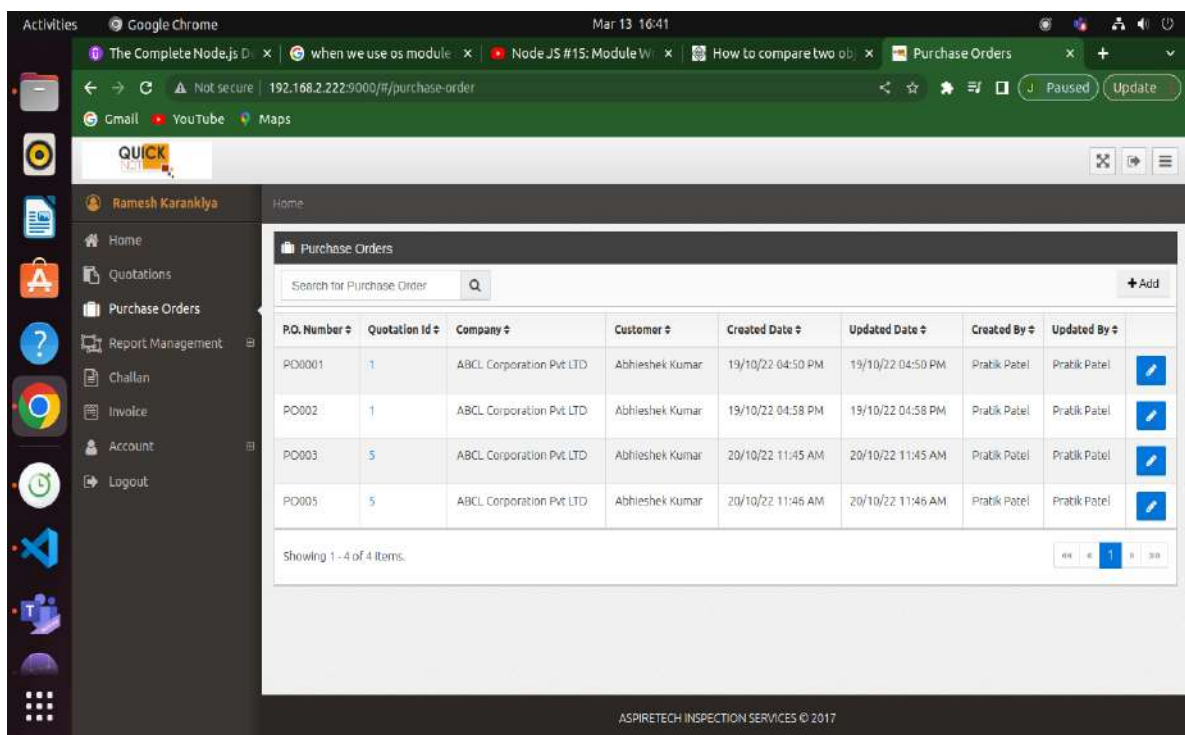 Activities Google Chrome Mar 13 16:41
The Complete Node.js D when we use os module Node JS #15: Module W How to compare two ob Purchase Orders
Not secure 192.168.2.222:9000/#/purchase-order J Paused Update
Gmail YouTube Maps
QUICK
Ramesh Karankiya Home
Home
Quotations
Purchase Orders
Report Management
Challan
Invoice
Account
Logout
Purchase Orders
Search for Purchase Order +Add
P.O. Number Quotation Id Company Customer Created Date Updated Date Created By Updated By
PO0001 1 ABCL Corporation Pvt LTD Abhieshek Kumar 19/10/22 04:50 PM 19/10/22 04:50 PM Pratik Patel Pratik Patel
PO002 1 ABCL Corporation Pvt LTD Abhieshek Kumar 19/10/22 04:58 PM 19/10/22 04:58 PM Pratik Patel Pratik Patel
PO003 5 ABCL Corporation Pvt LTD Abhieshek Kumar 20/10/22 11:45 AM 20/10/22 11:45 AM Pratik Patel Pratik Patel
PO005 5 ABCL Corporation Pvt LTD Abhieshek Kumar 20/10/22 11:46 AM 20/10/22 11:46 AM Pratik Patel Pratik Patel
Showing 1 - 4 of 4 items. «« « 1 » »»
ASPIRETECH INSPECTION SERVICES © 2017